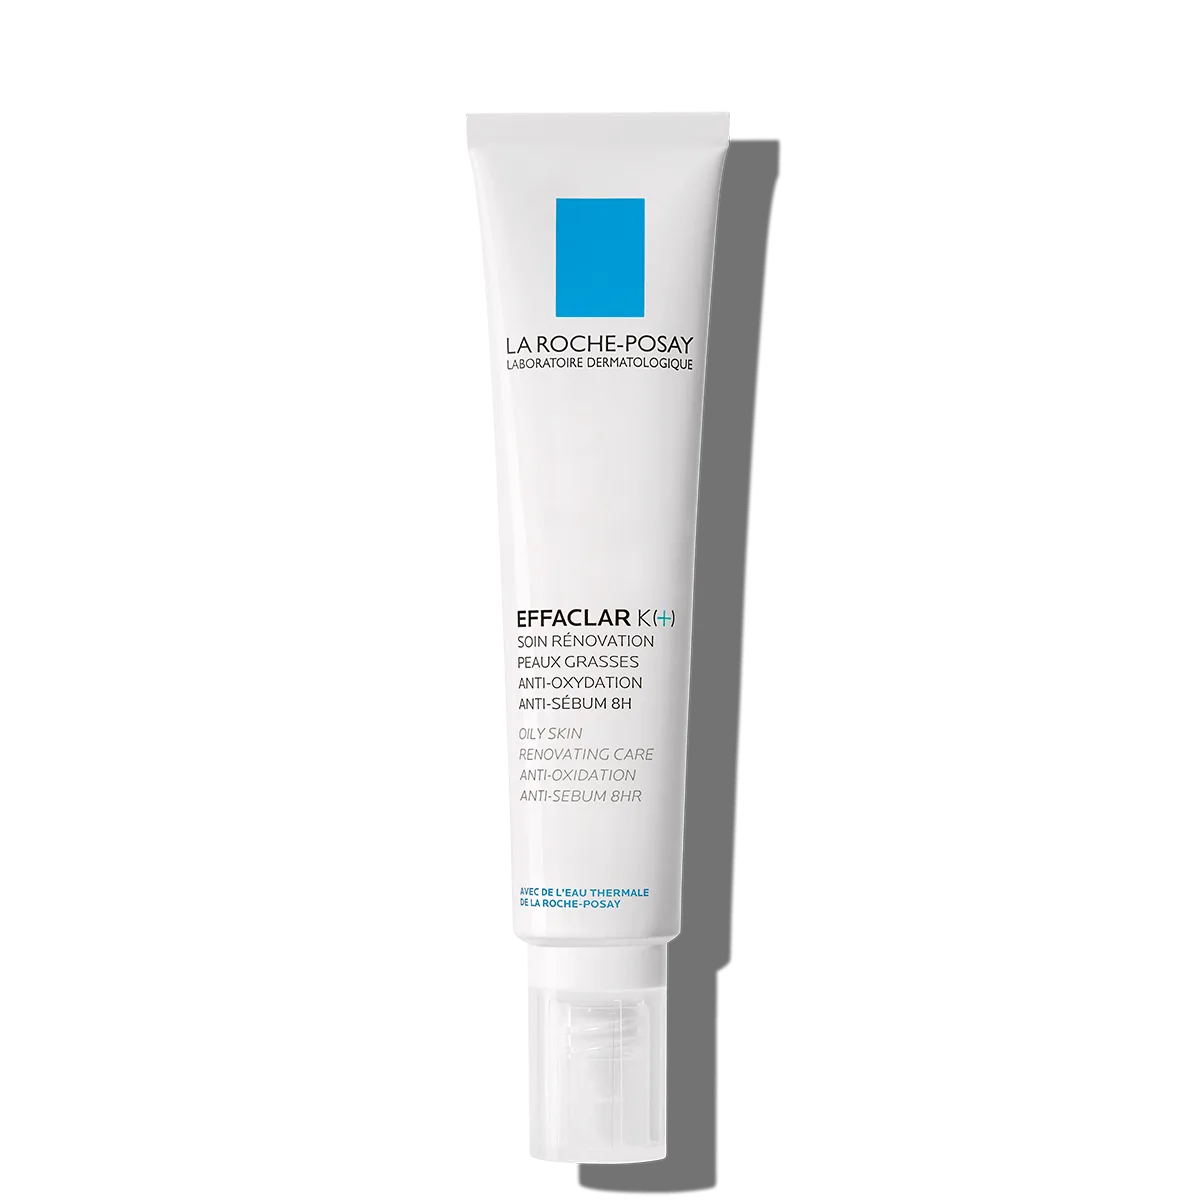 LA ROCHE-POSAY
LABORATOIRE DERMATOLOGIQUE
EFFACLAR K(+)
SOIN RÉNOVATION
PEAUX GRASSES
ANTI-OXYDATION
ANTI-SÉBUM 8H
OILY SKIN
RENOVATING CARE
ANTI-OXIDATION
ANTI-SEBUM 8HR
AVEC DE L'EAU THERMALE
DE LA ROCHE-POSAY